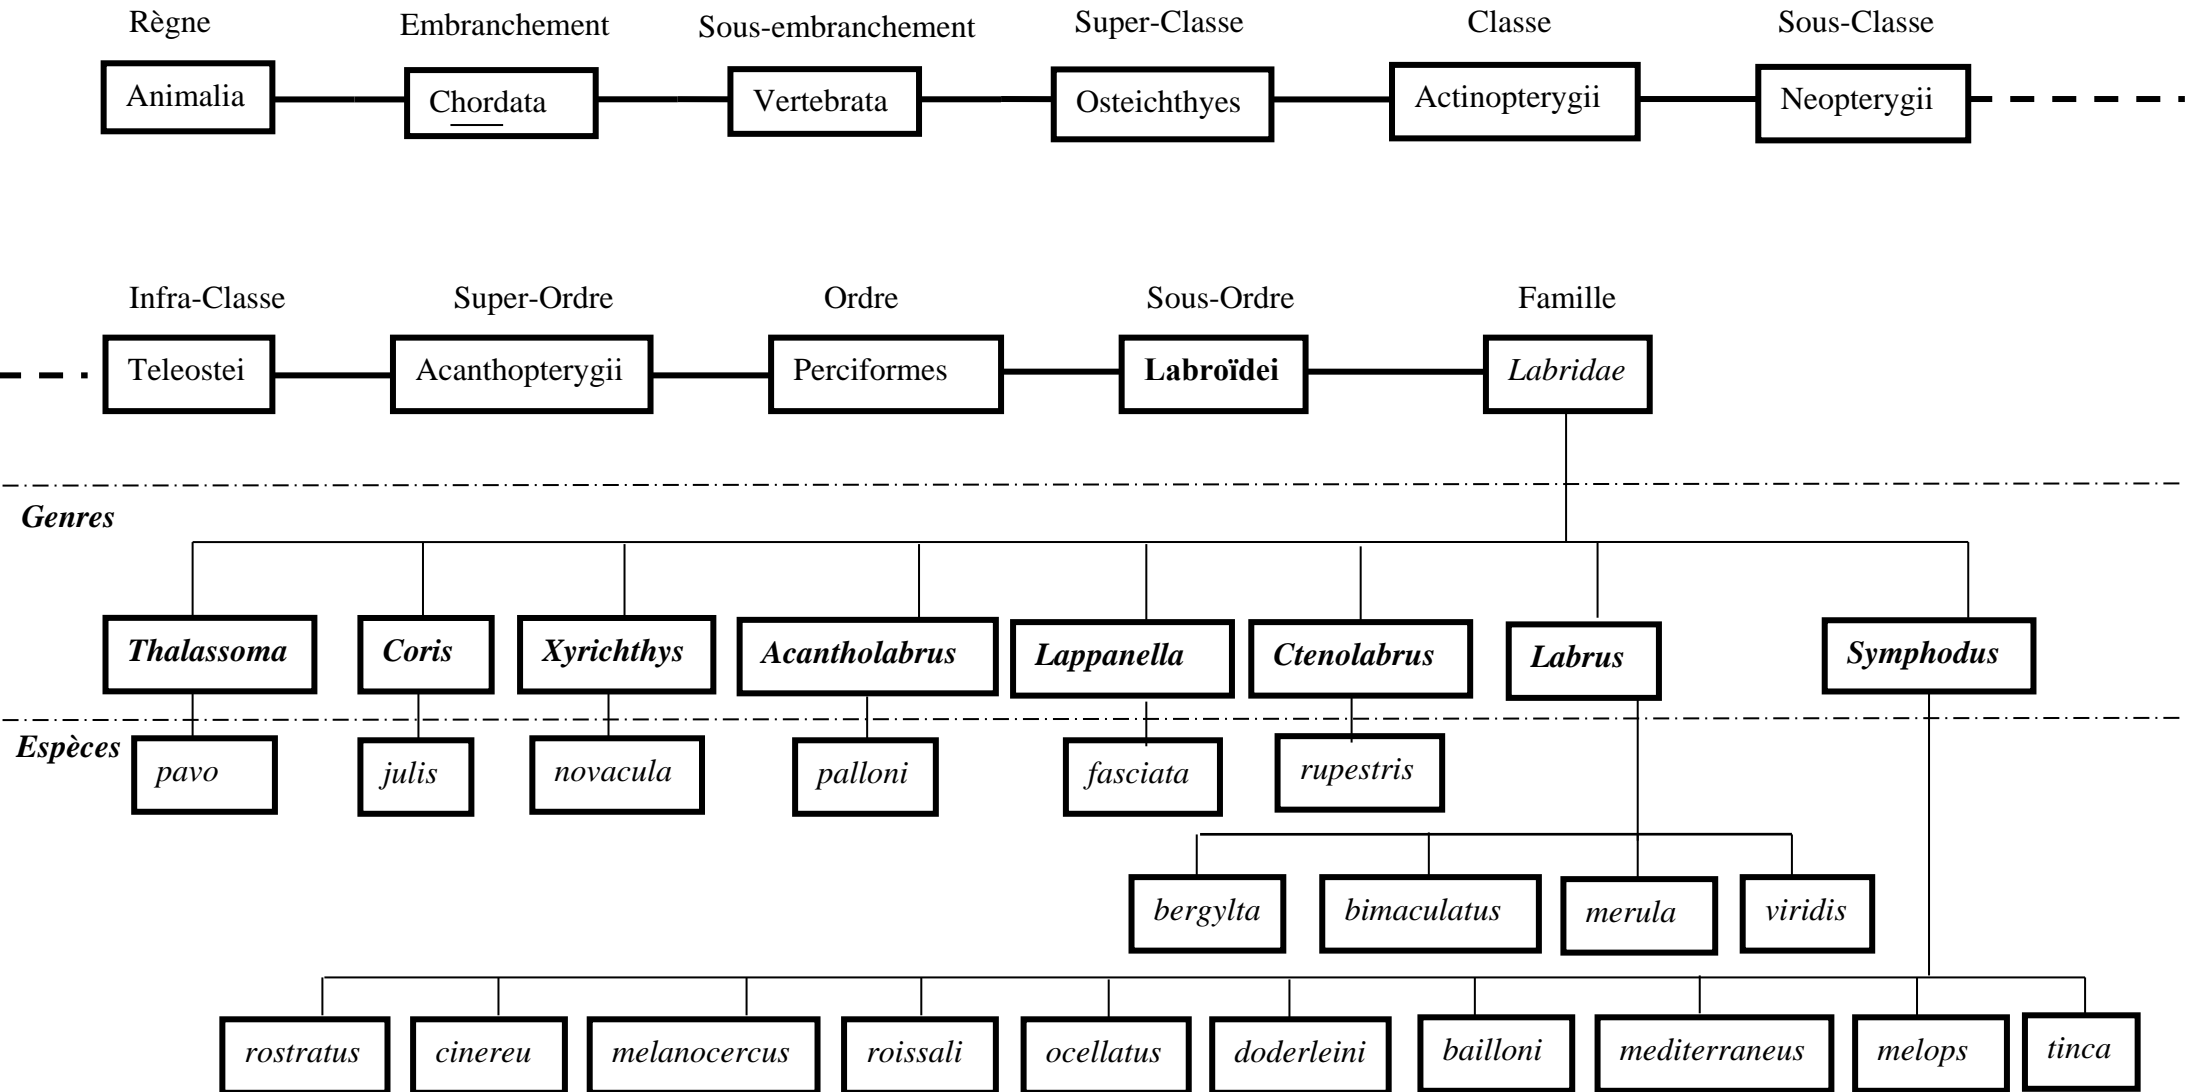 Règne Embranchement Sous-embranchement Super-Classe Classe Sous-Classe
Animalia Chordata Vertebrata Osteichthyes Actinopterygii Neopterygii
Infra-Classe Super-Ordre Ordre Sous-Ordre Famille
Teleostei Acanthopterygii Perciformes Labroïdei Labridae
Genres
Thalassoma Coris Xyrichthys Acantholabrus Lappanella Ctenolabrus Labrus Symphodus
Espèces
pavo julis novacula palloni fasciata rupestris
bergylta bimaculatus merula viridis
rostratus cinereu melanocercus roissali ocellatus doderleini bailloni mediterraneus melops tinca